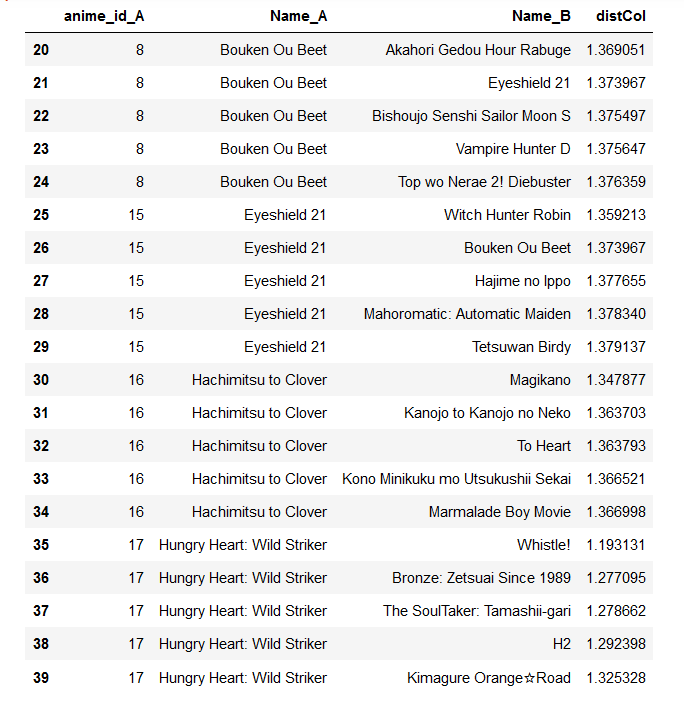 anime_id_A Name_A Name_B distCol
20 8 Bouken Ou Beet Akahori Gedou Hour Rabuge 1.369051
21 8 Bouken Ou Beet Eyeshield 21 1.373967
22 8 Bouken Ou Beet Bishoujo Senshi Sailor Moon S 1.375497
23 8 Bouken Ou Beet Vampire Hunter D 1.375647
24 8 Bouken Ou Beet Top wo Nerae 2! Diebuster 1.376359
25 15 Eyeshield 21 Witch Hunter Robin 1.359213
26 15 Eyeshield 21 Bouken Ou Beet 1.373967
27 15 Eyeshield 21 Hajime no Ippo 1.377655
28 15 Eyeshield 21 Mahoromatic: Automatic Maiden 1.378340
29 15 Eyeshield 21 Tetsuwan Birdy 1.379137
30 16 Hachimitsu to Clover Magikano 1.347877
31 16 Hachimitsu to Clover Kanojo to Kanojo no Neko 1.363703
32 16 Hachimitsu to Clover To Heart 1.363793
33 16 Hachimitsu to Clover Kono Minikuku mo Utsukushii Sekai 1.366521
34 16 Hachimitsu to Clover Marmalade Boy Movie 1.366998
35 17 Hungry Heart: Wild Striker Whistle! 1.193131
36 17 Hungry Heart: Wild Striker Bronze: Zetsuai Since 1989 1.277095
37 17 Hungry Heart: Wild Striker The SoulTaker: Tamashii-gari 1.278662
38 17 Hungry Heart: Wild Striker H2 1.292398
39 17 Hungry Heart: Wild Striker Kimagure Orange☆Road 1.325328